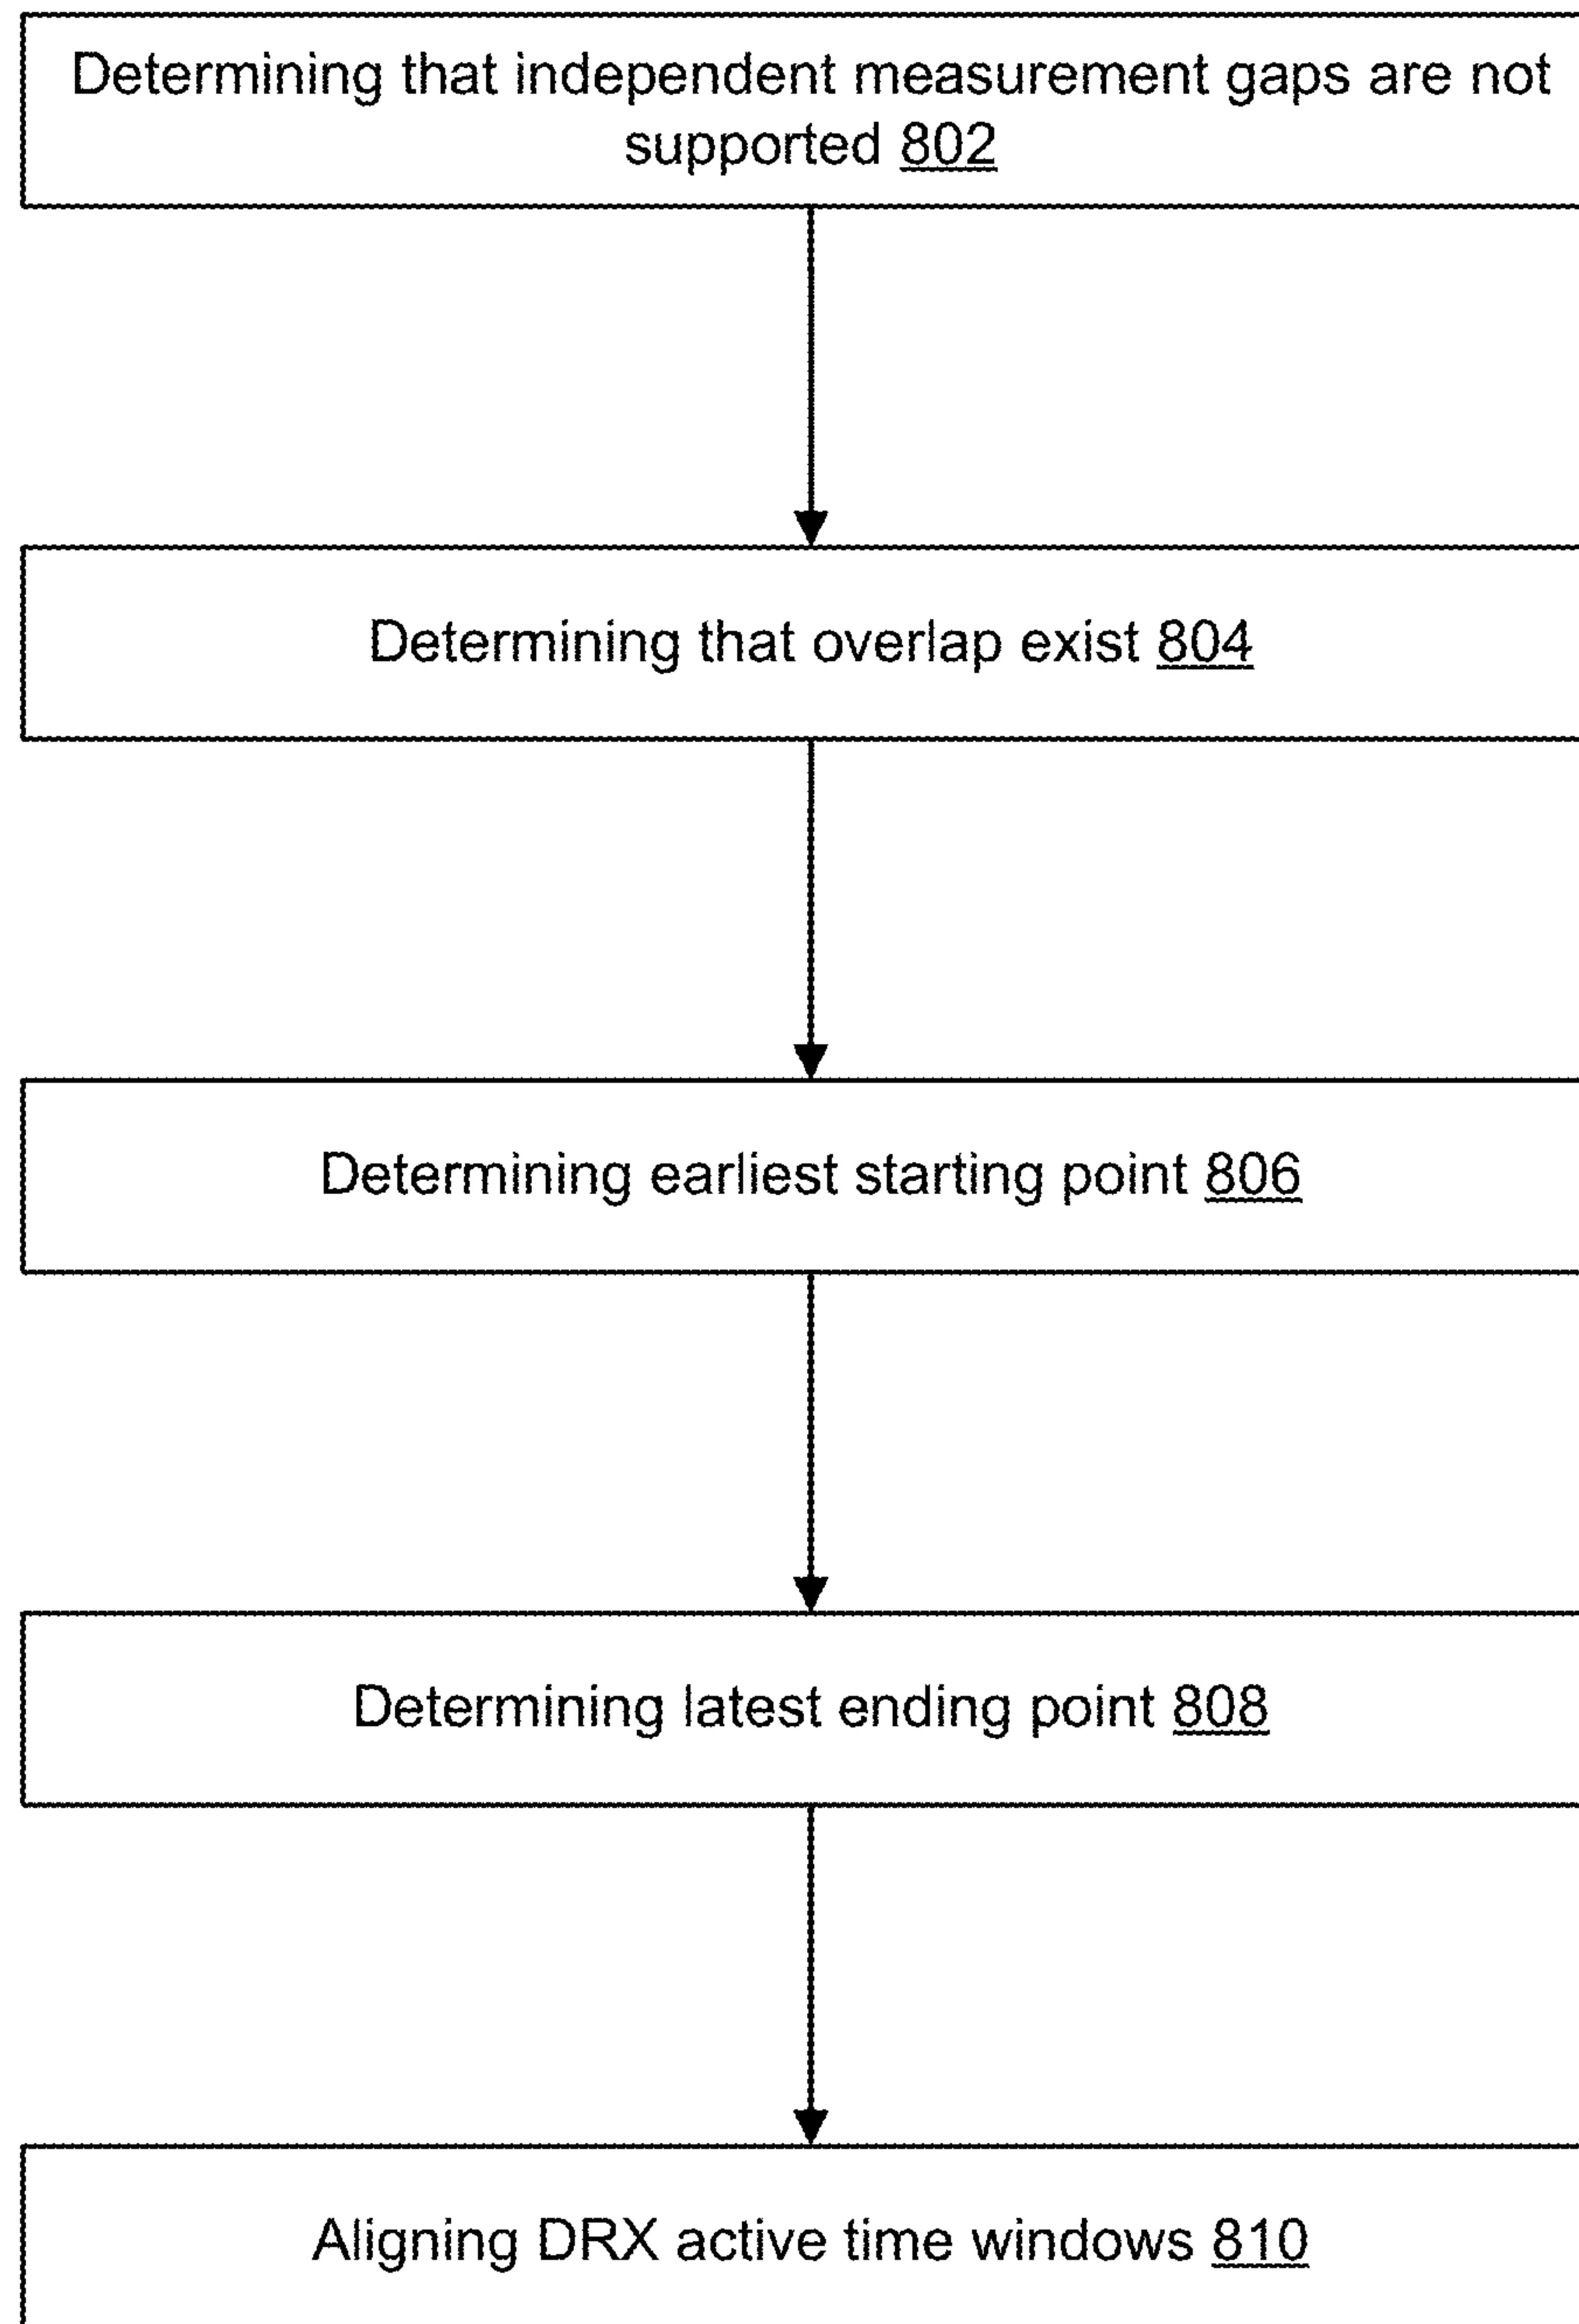 Determining that independent measurement gaps are not
supported 802
Determining that overlap exist 804
Determining earliest starting point 806
Determining latest ending point 808
Aligning DRX active time windows 810